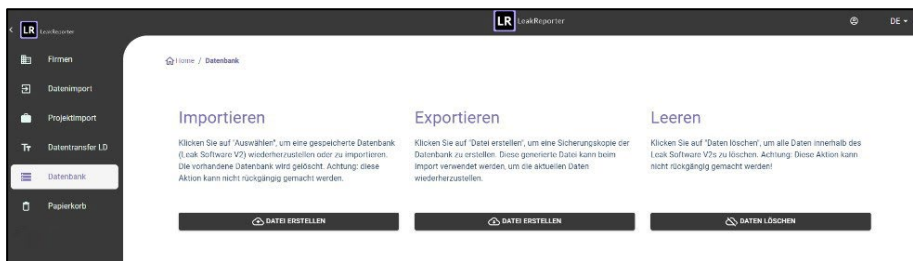 LR LeakReporter
DE
LR LeakReporter
Firmen
Datenimport
Projektimport
Datentransfer LD
Datenbank
Papierkorb
Home / Datenbank
Importieren
Klicken Sie auf "Auswählen", um eine gespeicherte Datenbank
(Leak Software V2) wiederherzustellen oder zu importieren.
Die vorhandene Datenbank wird gelöscht. Achtung: diese
Aktion kann nicht rückgängig gemacht werden.
DATEI ERSTELLEN
Exportieren
Klicken Sie auf "Datei erstellen", um eine Sicherungskopie der
Datenbank zu erstellen. Diese generierte Datei kann beim
Import verwendet werden, um die aktuellen Daten
wiederherzustellen.
DATEI ERSTELLEN
Leeren
Klicken Sie auf "Daten löschen", um alle Daten innerhalb des
Leak Software V2s zu löschen. Achtung: Diese Aktion kann
nicht rückgängig gemacht werden!
DATEN LÖSCHEN